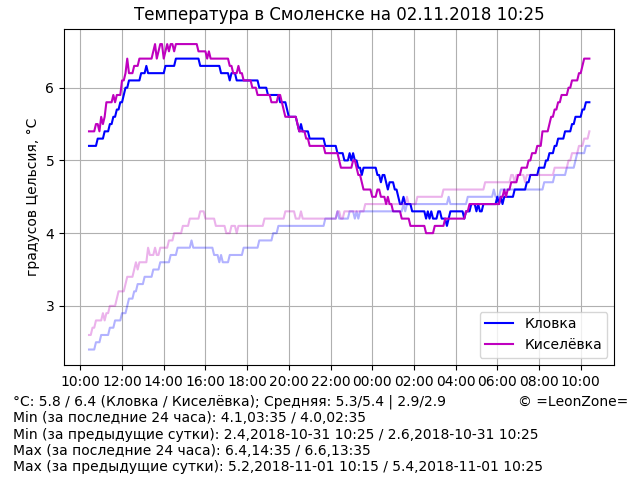 Температура в Смоленске на 02.11.2018 10:25
градусов Цельсия, °C
6
5
4
3
Кловка
Киселёвка
10:00 12:00 14:00 16:00 18:00 20:00 22:00 00:00 02:00 04:00 06:00 08:00 10:00
°C: 5.8 / 6.4 (Кловка / Киселёвка); Средняя: 5.3/5.4 | 2.9/2.9 © =LeonZone=
Min (за последние 24 часа): 4.1,03:35 / 4.0,02:35
Min (за предыдущие сутки): 2.4,2018-10-31 10:25 / 2.6,2018-10-31 10:25
Max (за последние 24 часа): 6.4,14:35 / 6.6,13:35
Max (за предыдущие сутки): 5.2,2018-11-01 10:15 / 5.4,2018-11-01 10:25